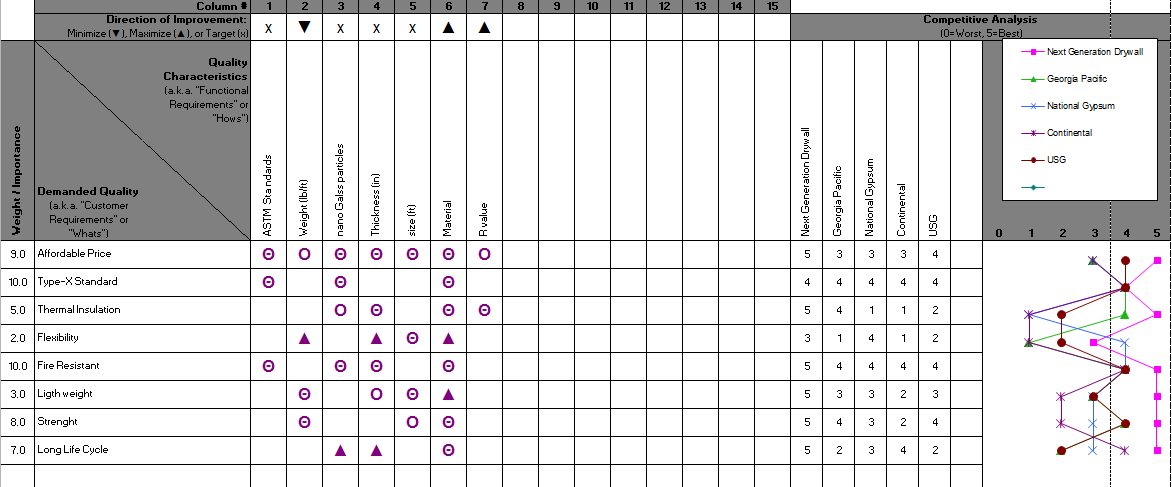 Column # 1 2 3 4 5 6 7 8 9 10 11 12 13 14 15
Direction of Improvement: Competitive Analysis
Minimize (▼), Maximize (▲), or Target (x) x ▼ x x x ▲ ▲ (0=Worst, 5=Best)
Weight / Importance
Quality
Characteristics
(a.k.a. "Functional
Requirements" or
"Hows")
Demanded Quality
(a.k.a. "Customer
Requirements" or
"Whats")
ASTM Standards
Weight (lb/ft)
nano Galss particles
Thickness (in)
size (ft)
Material
R value
Next Generation Drywall
Georgia Pacific
National Gypsum
Continental
USG
Next Generation Drywall
Georgia Pacific
National Gypsum
Continental
USG
0 1 2 3 4 5
9.0 Affordable Price Θ Ο Θ Θ Θ Θ Ο 5 3 3 3 4
10.0 Type-X Standard Θ Θ Θ 4 4 4 4 4
5.0 Thermal Insulation Ο Θ Θ Θ 5 4 1 1 2
2.0 Flexibility ▲ ▲ Θ ▲ 3 1 4 1 2
10.0 Fire Resistant Θ Θ Θ Θ 5 4 4 4 4
3.0 Ligth weight Θ Ο Θ ▲ 5 3 3 2 3
8.0 Strenght Θ Ο Θ 5 4 3 2 4
7.0 Long Life Cycle ▲ ▲ Θ 5 2 3 4 2